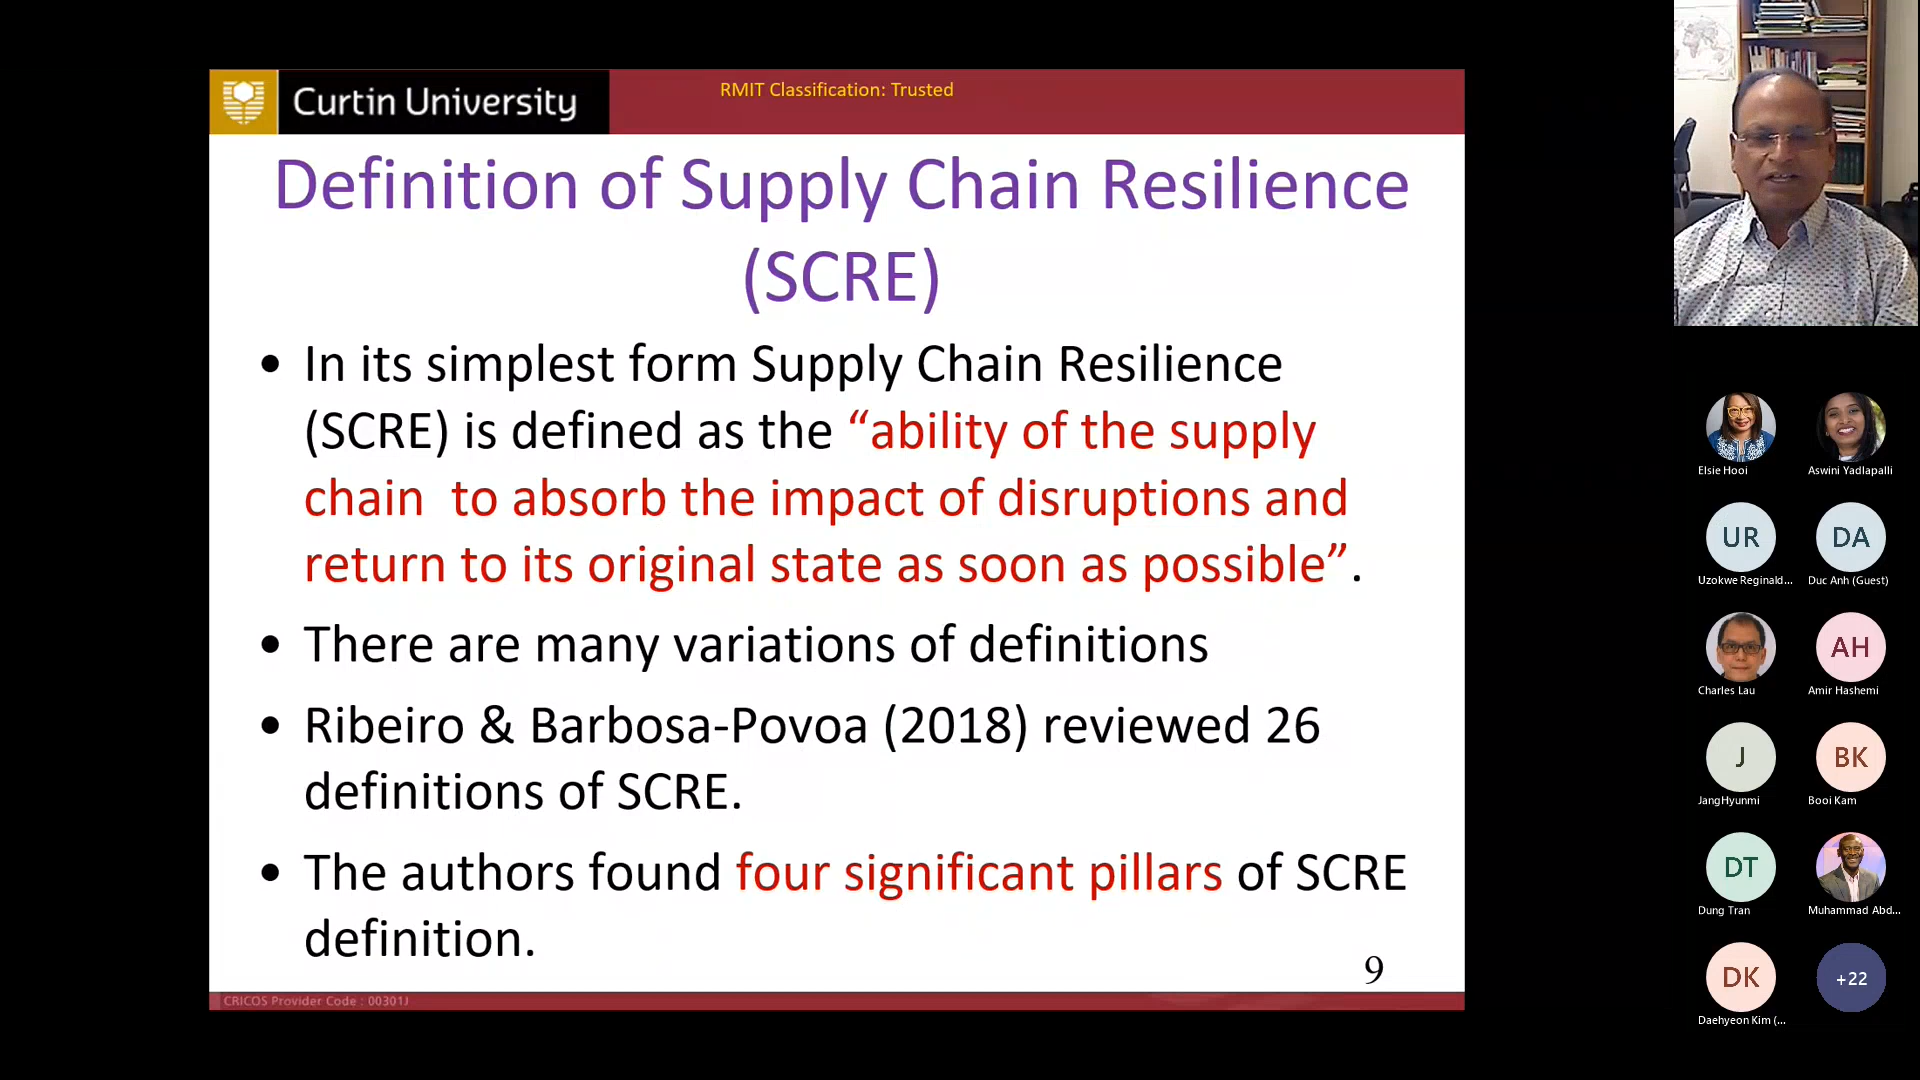 Curtin University
RMIT Classification: Trusted
Definition of Supply Chain Resilience
(SCRE)
• In its simplest form Supply Chain Resilience
(SCRE) is defined as the “ability of the supply
chain to absorb the impact of disruptions and
return to its original state as soon as possible”.
• There are many variations of definitions
• Ribeiro & Barbosa-Povoa (2018) reviewed 26
definitions of SCRE.
• The authors found four significant pillars of SCRE
definition.
9
CRICOS Provider Code : 00301J
Elsie Hooi
Aswini Yadlapalli
UR
DA
Uzokwe Reginald...
Duc Anh (Guest)
AH
Charles Lau
Amir Hashemi
J
BK
JangHyunmi
Booi Kam
DT
Dung Tran
Muhammad Abd...
DK
+22
Daehyeon Kim (...